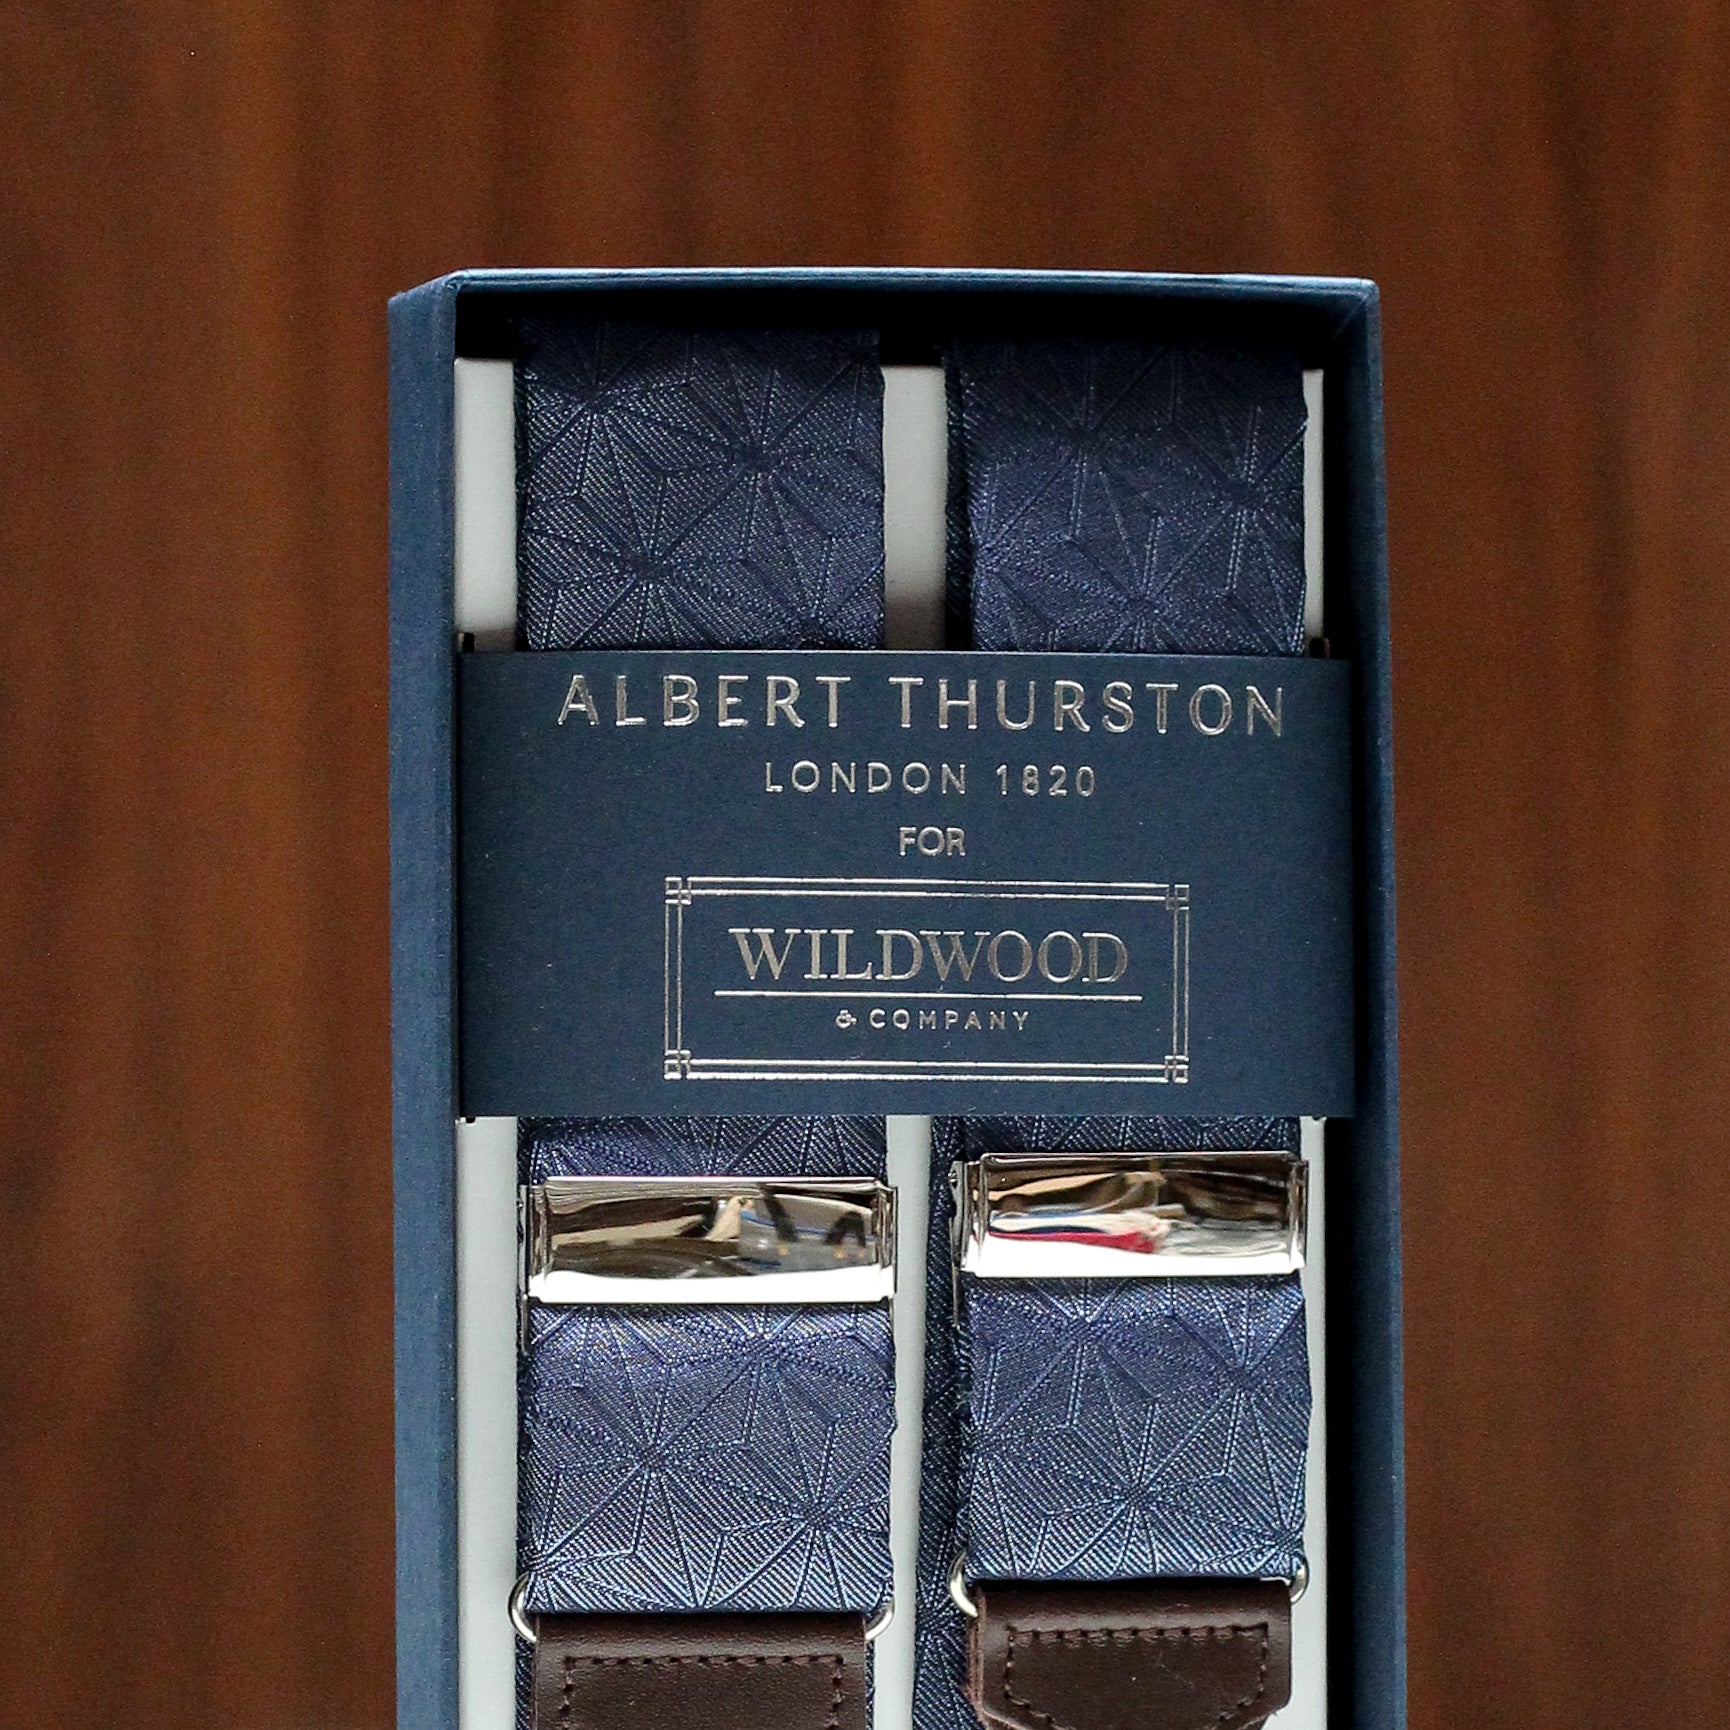 ALBERT THURSTON
LONDON 1820
FOR
WILDWOOD
& COMPANY